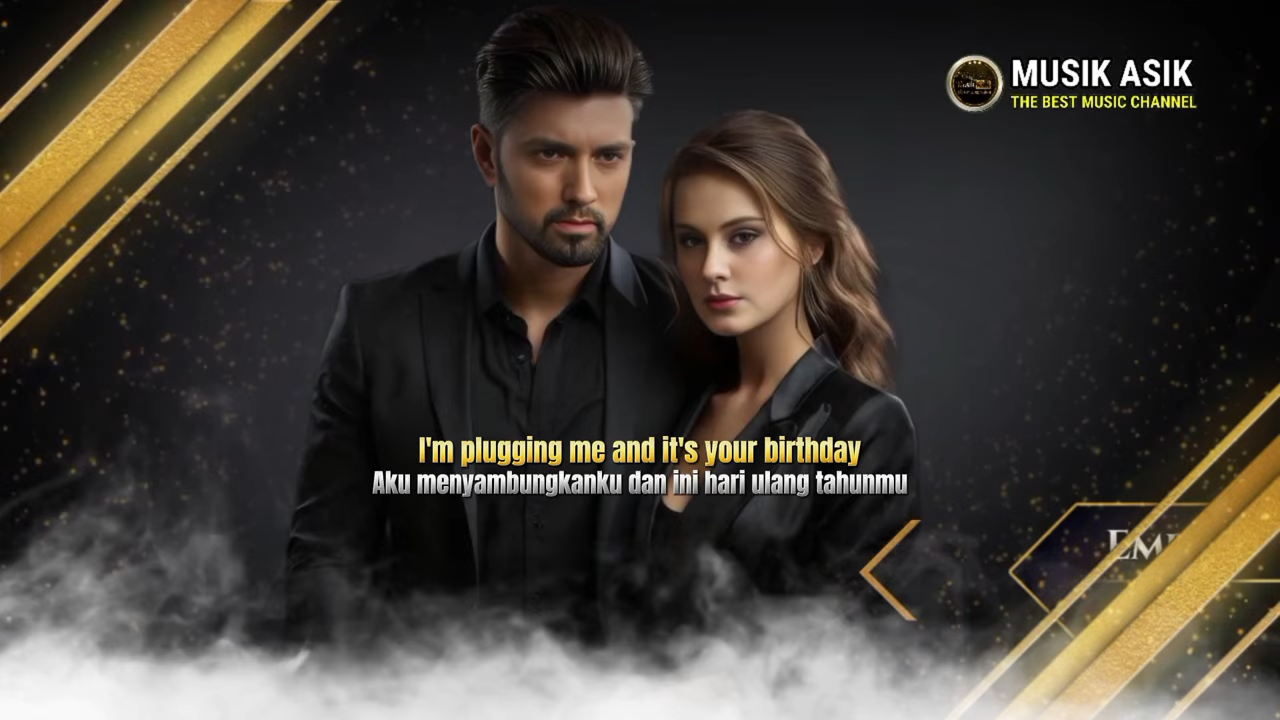 MUSIK ASIK
THE BEST MUSIC CHANNEL
I'm plugging me and it's your birthday
Aku menyambungkanku dan ini hari ulang tahunmu